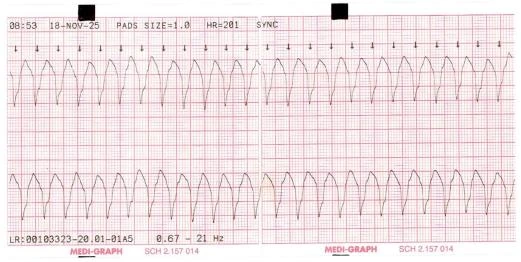 08:53 18-NOV-25 PADS SIZE=1.0 HR=201 SYNC
LR:00103323-20.01-01A5 0.67 - 21 Hz
MEDI-GRAPH SCH 2.157 014 MEDI-GRAPH SCH 2.157 014